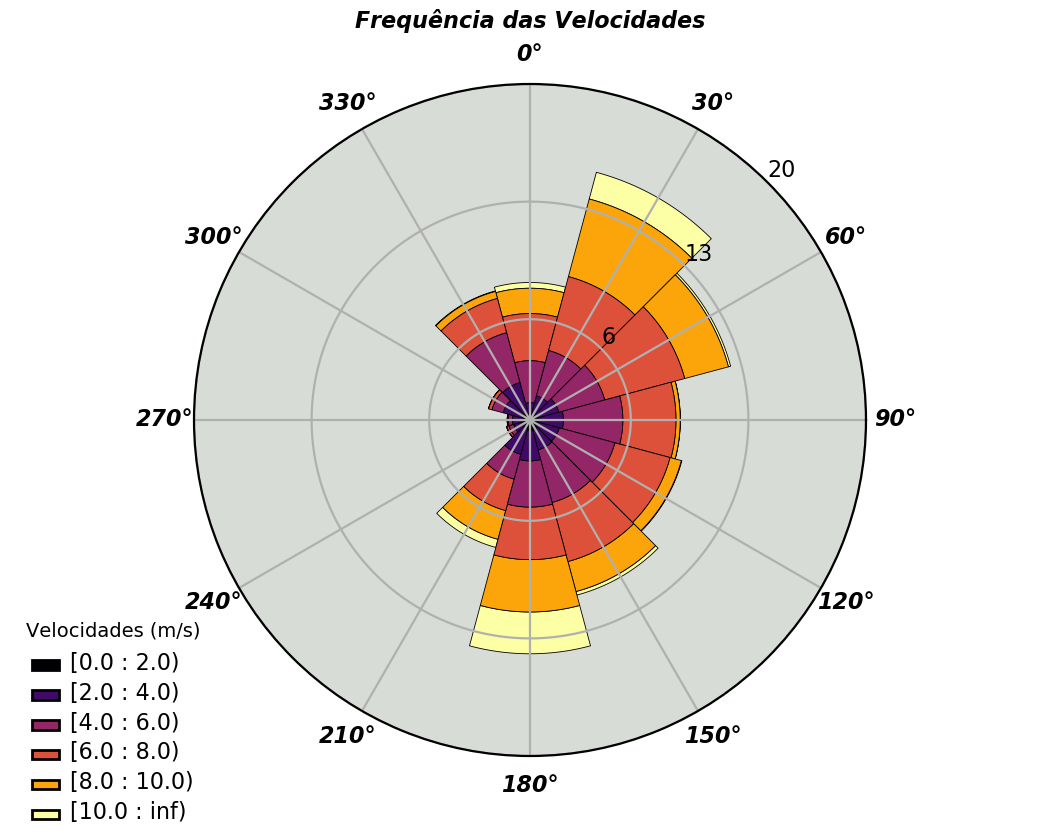 Frequência das Velocidades
0°
330°
30°
20
300°
60°
13
6
270°
90°
240°
120°
210°
150°
180°
Velocidades (m/s)
[0.0 : 2.0)
[2.0 : 4.0)
[4.0 : 6.0)
[6.0 : 8.0)
[8.0 : 10.0)
[10.0 : inf)